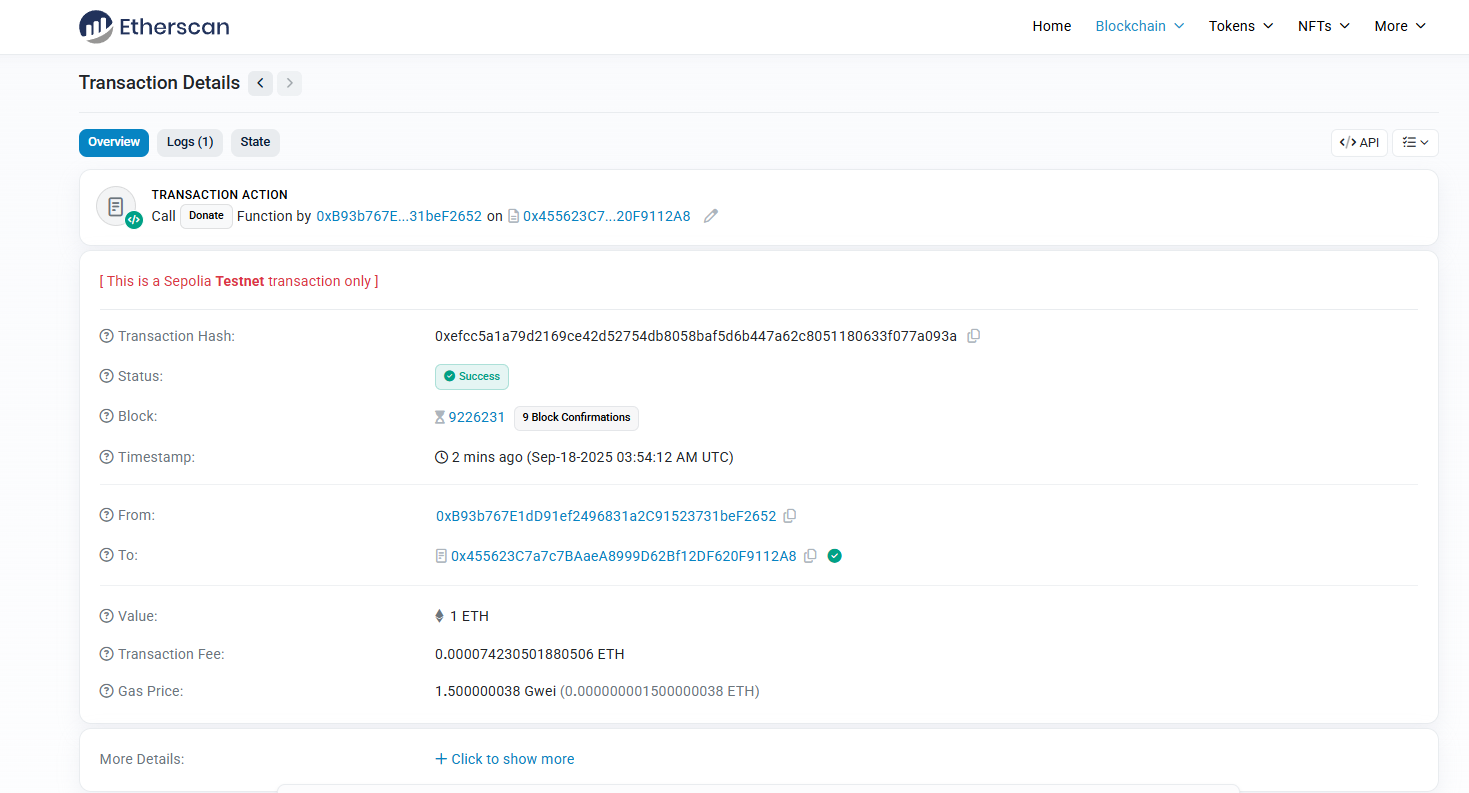 Etherscan
Home Blockchain Tokens NFTs More
Transaction Details
Overview Logs (1) State </> API
TRANSACTION ACTION
Call Donate Function by 0xB93b767E...31beF2652 on 0x455623C7...20F9112A8
[ This is a Sepolia Testnet transaction only ]
Transaction Hash: 0xefcc5a1a79d2169ce42d52754db8058baf5d6b447a62c8051180633f077a093a
Status: Success
Block: 9226231 9 Block Confirmations
Timestamp: 2 mins ago (Sep-18-2025 03:54:12 AM UTC)
From: 0xB93b767E1dD91ef2496831a2C91523731beF2652
To: 0x455623C7a7c7BAaeA8999D62Bf12DF620F9112A8
Value: 1 ETH
Transaction Fee: 0.000074230501880506 ETH
Gas Price: 1.500000038 Gwei (0.000000001500000038 ETH)
More Details: + Click to show more